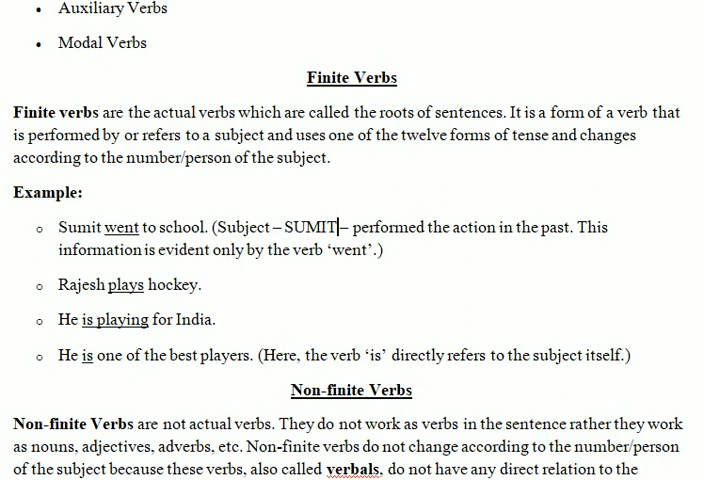 • Auxiliary Verbs
• Modal Verbs
Finite Verbs
Finite verbs are the actual verbs which are called the roots of sentences. It is a form of a verb that
is performed by or refers to a subject and uses one of the twelve forms of tense and changes
according to the number/person of the subject.
Example:
o Sumit went to school. (Subject – SUMIT– performed the action in the past. This
information is evident only by the verb ‘went’.)
o Rajesh plays hockey.
o He is playing for India.
o He is one of the best players. (Here, the verb ‘is’ directly refers to the subject itself.)
Non-finite Verbs
Non-finite Verbs are not actual verbs. They do not work as verbs in the sentence rather they work
as nouns, adjectives, adverbs, etc. Non-finite verbs do not change according to the number/person
of the subject because these verbs, also called verbals, do not have any direct relation to the